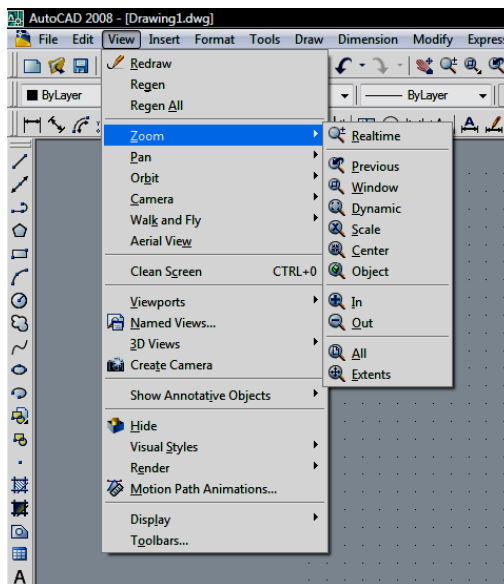 AutoCAD 2008 - [Drawing1.dwg]
File Edit View Insert Format Tools Draw Dimension Modify Express
ByLayer ByLayer
Redraw
Regen
Regen All
Zoom
Pan
Orbit
Camera
Walk and Fly
Aerial View
Clean Screen CTRL+0
Viewports
Named Views...
3D Views
Create Camera
Show Annotative Objects
Hide
Visual Styles
Render
Motion Path Animations...
Display
Toolbars...
Realtime
Previous
Window
Dynamic
Scale
Center
Object
In
Out
All
Extents
A